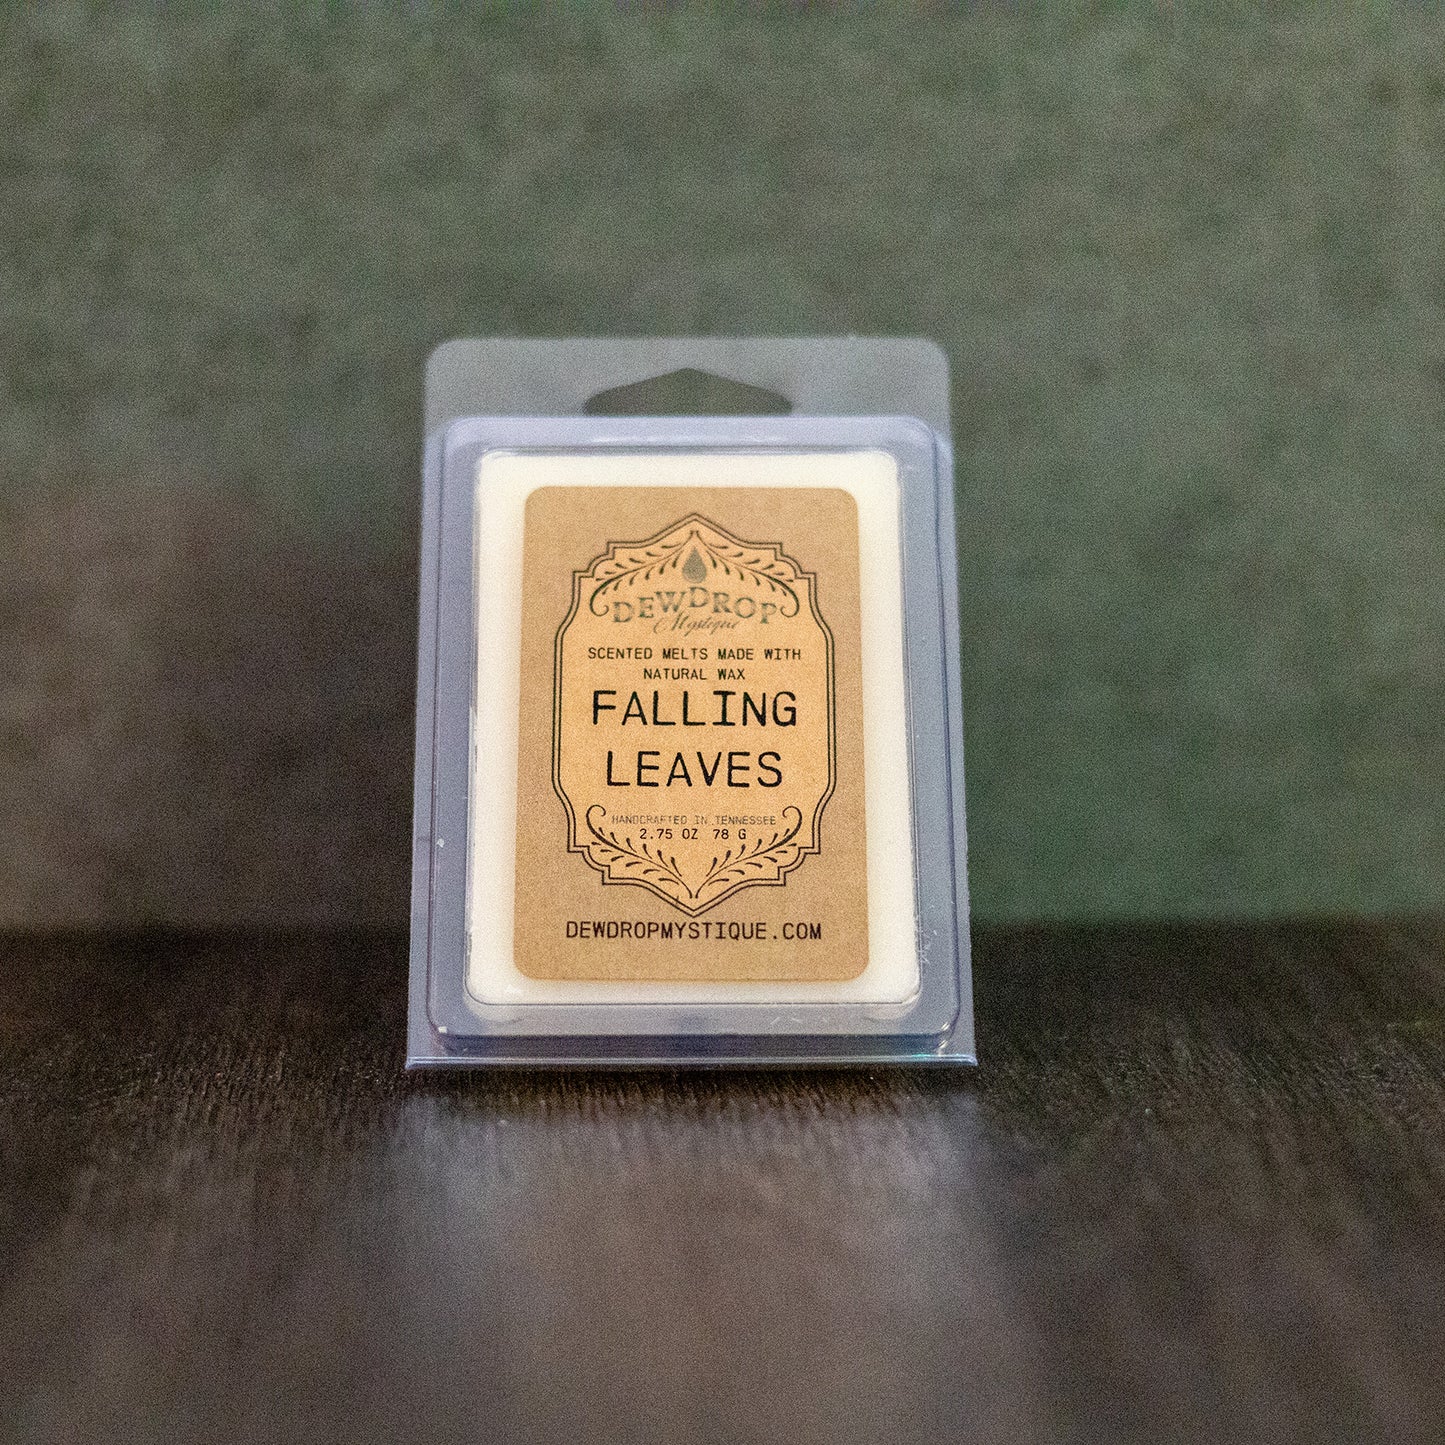 DEWDROP
Mystique
SCENTED MELTS MADE WITH
NATURAL WAX
FALLING
LEAVES
HANDCRAFTED IN TENNESSEE
2.75 OZ 78 G
DEWDROPMYSTIQUE.COM